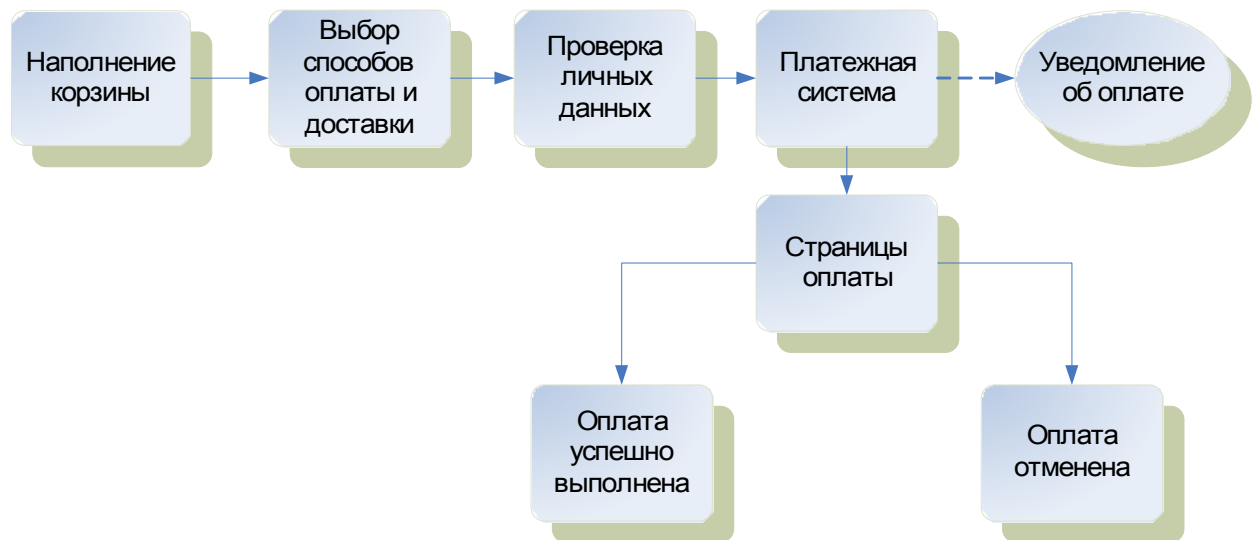 Наполнение
корзины
Выбор
способов
оплаты и
доставки
Проверка
личных
данных
Платежная
система
Уведомление
об оплате
Страницы
оплаты
Оплата
успешно
выполнена
Оплата
отменена